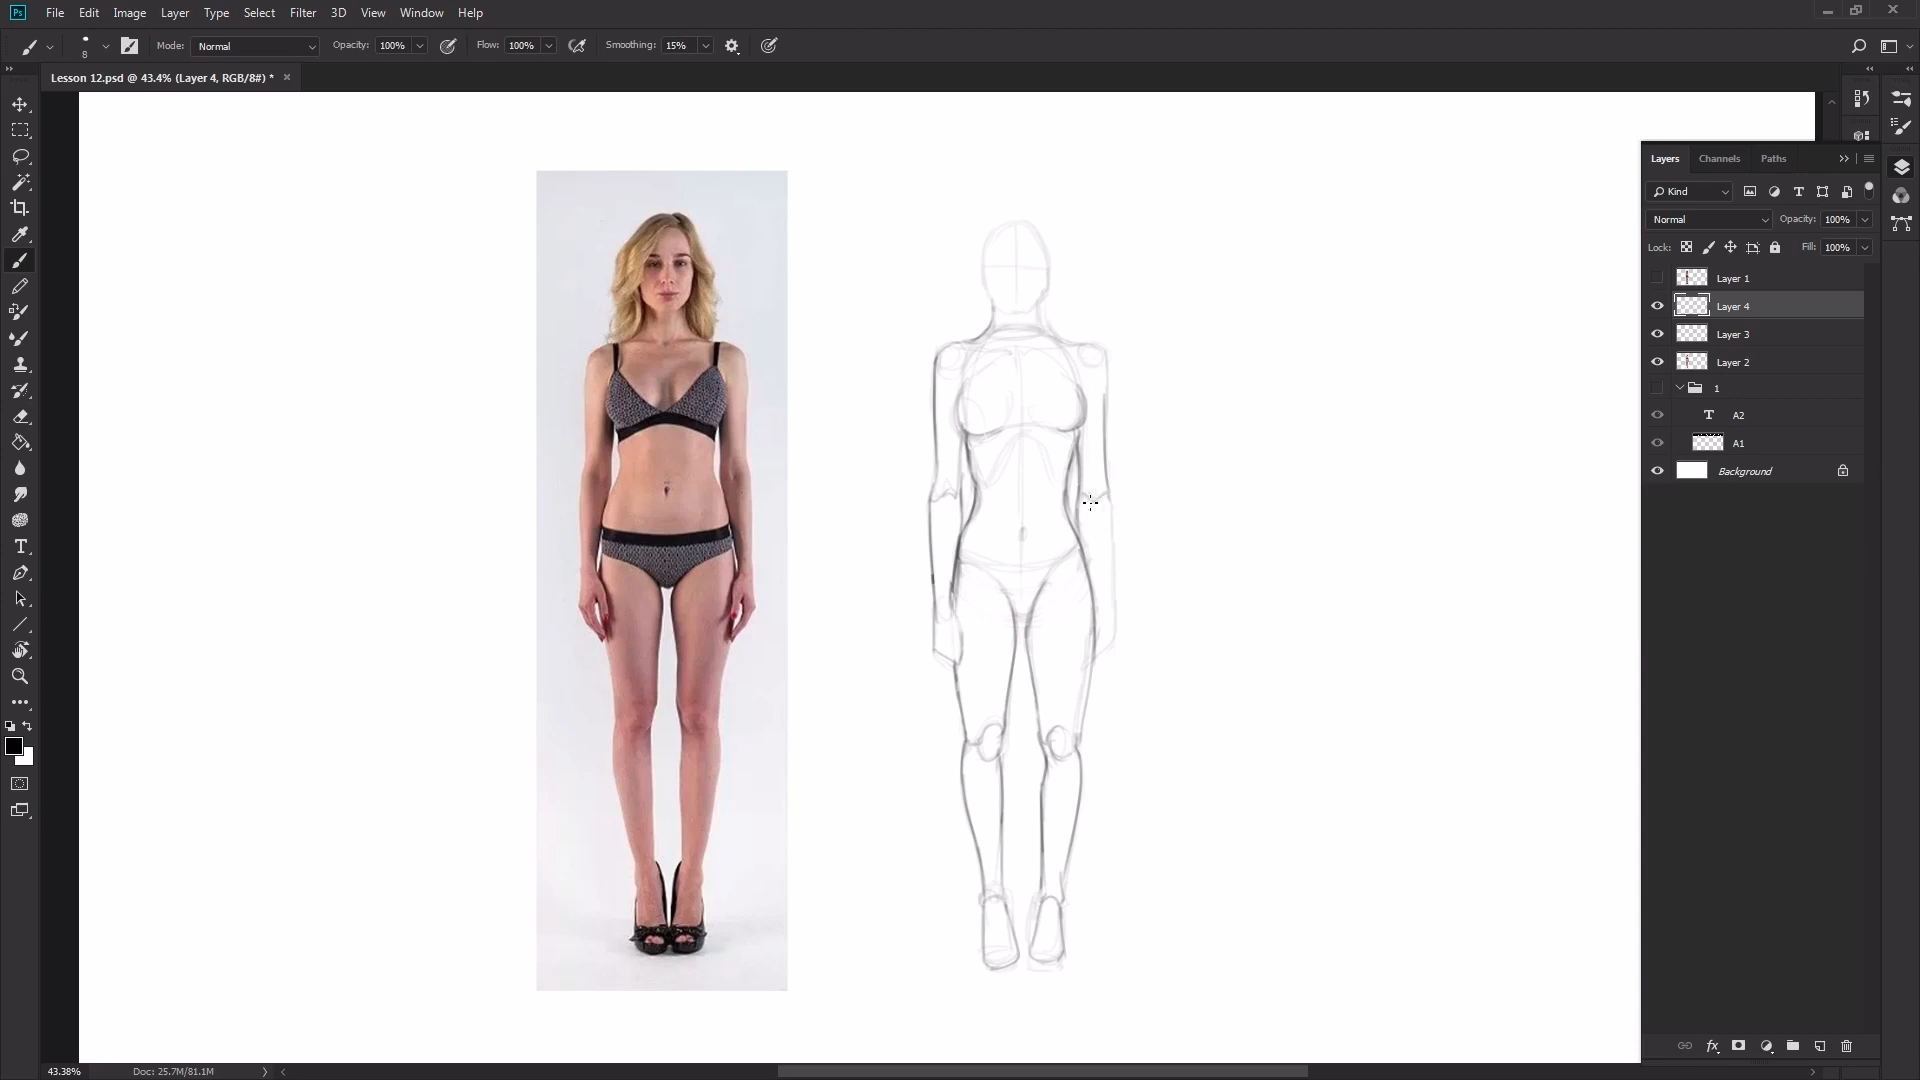 Ps File Edit Image Layer Type Select Filter 3D View Window Help
8 Mode: Normal Opacity: 100% Flow: 100% Smoothing: 15%
Lesson 12.psd @ 43.4% (Layer 4, RGB/8#) *
Layers Channels Paths
Kind
Normal Opacity: 100%
Lock: Fill: 100%
Layer 1
Layer 4
Layer 3
Layer 2
1
A2
A1
Background
43.38% Doc: 25.7M/81.1M